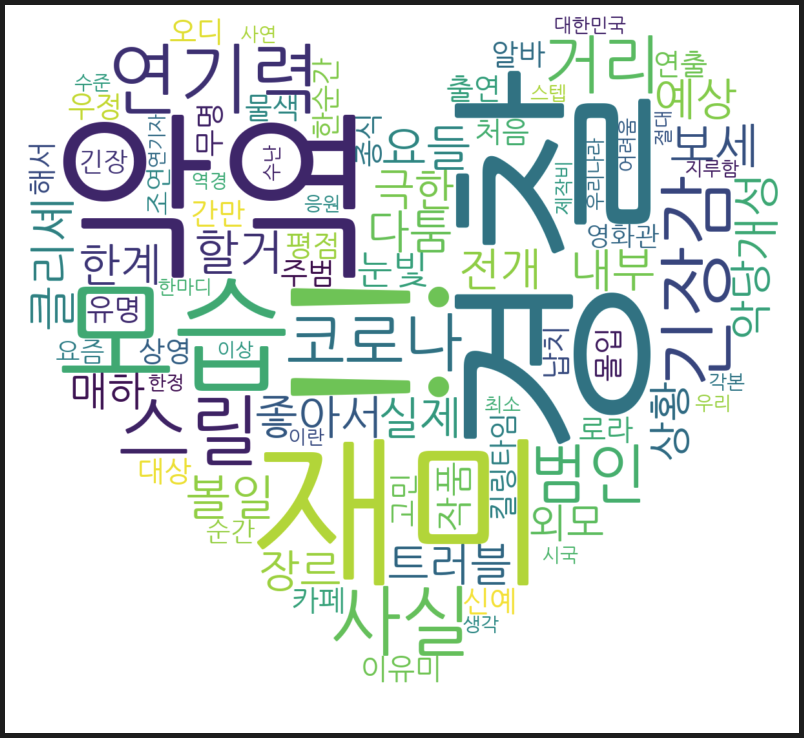 대한민국
오디
사연
연기력
알바
거리
연출
수준
우정
물색
한순간
출연
스텝
예상
무명
악역
경찰
요들
처음
절대
보세
해서
긴장
조연연기자
수난
어려움
지루함
역경
응원
극한
제작비
우리나라
악당
개성
클리셰
간만
평점
다툼
영화관
긴장감
한계
할거
주범
눈빛
전개
내부
한마디
모습
유명
!!
코로나
납치
몰입
요즘
상영
이상
매하
한정
각본
스릴
좋아서
실제
최소
우리
이란
상황
로라
대상
재미
작품
고민
킬링타임
범인
볼일
순간
외모
장르
트러블
시국
카페
사실
신예
생각
이유미